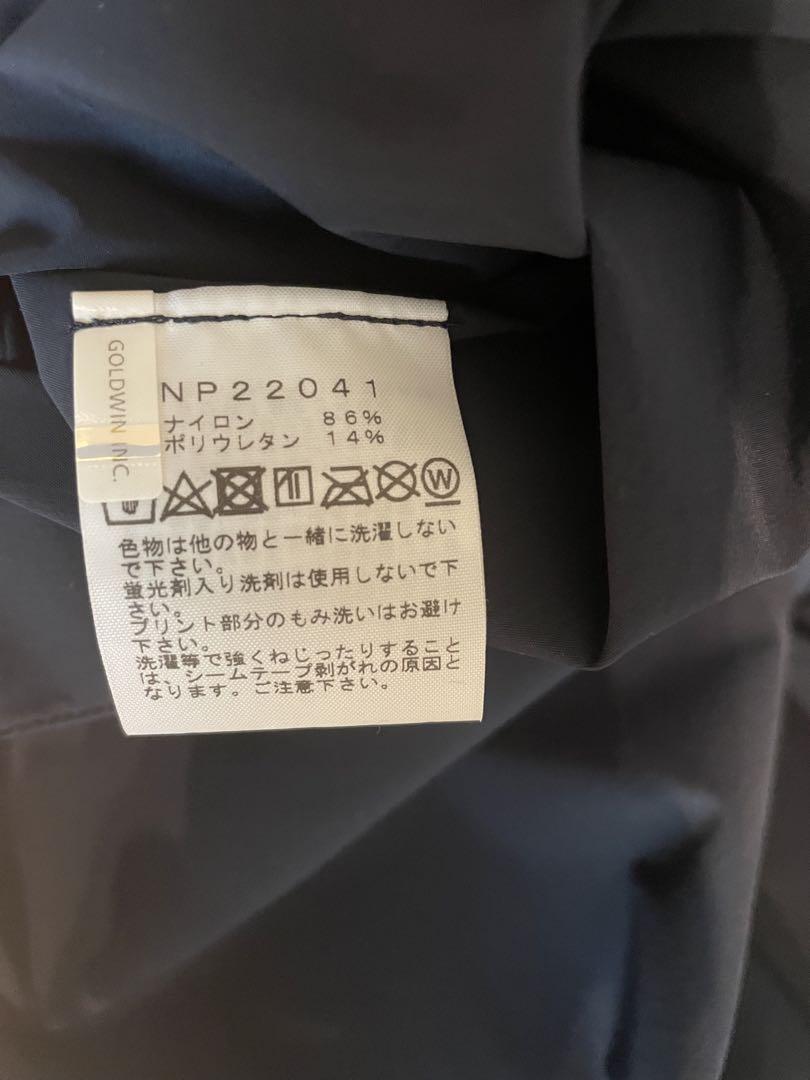 GOLDWIN INC.
NP22041
ナイロン 86%
ポリウレタン 14%
W
色物は他の物と一緒に洗濯しない
で下さい。
蛍光剤入り洗剤は使用しないで下
さい。
プリント部分のもみ洗いはお避け
下さい。
洗濯等で強くねじったりすること
は、シームテープ剥がれの原因と
なります。ご注意下さい。